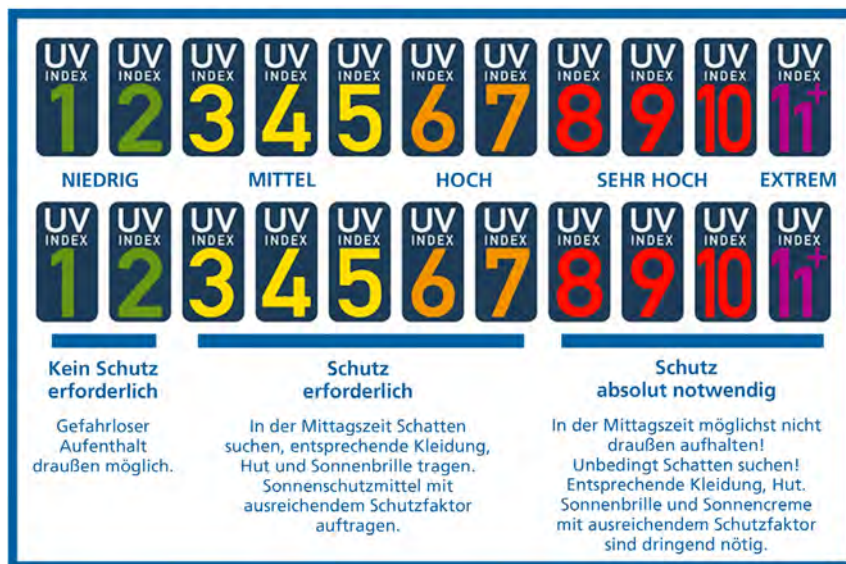 UV INDEX 1 UV INDEX 2 UV INDEX 3 UV INDEX 4 UV INDEX 5 UV INDEX 6 UV INDEX 7 UV INDEX 8 UV INDEX 9 UV INDEX 10 UV INDEX 11+
NIEDRIG MITTEL HOCH SEHR HOCH EXTREM
UV INDEX 1 UV INDEX 2 UV INDEX 3 UV INDEX 4 UV INDEX 5 UV INDEX 6 UV INDEX 7 UV INDEX 8 UV INDEX 9 UV INDEX 10 UV INDEX 11+
Kein Schutz
erforderlich
Gefahrloser
Aufenthalt
draußen möglich.
Schutz
erforderlich
In der Mittagszeit Schatten
suchen, entsprechende Kleidung,
Hut und Sonnenbrille tragen.
Sonnenschutzmittel mit
ausreichendem Schutzfaktor
auftragen.
Schutz
absolut notwendig
In der Mittagszeit möglichst nicht
draußen aufhalten!
Unbedingt Schatten suchen!
Entsprechende Kleidung, Hut.
Sonnenbrille und Sonnencreme
mit ausreichendem Schutzfaktor
sind dringend nötig.